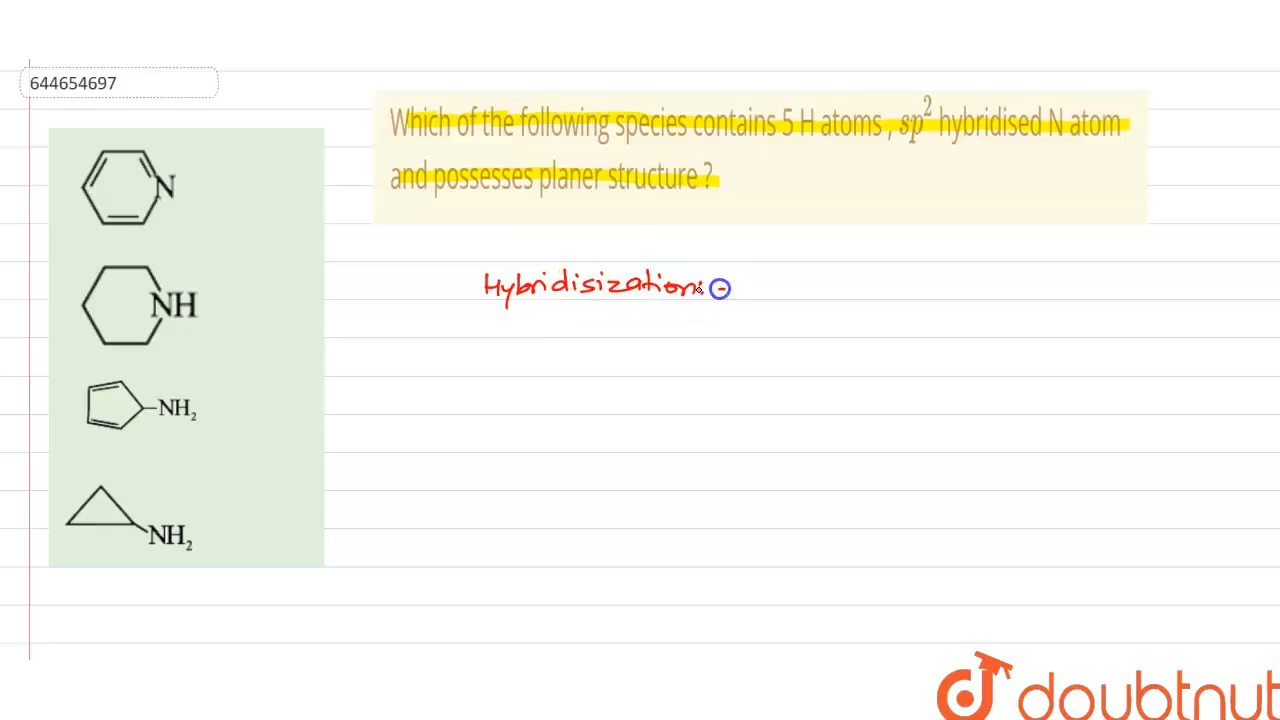 644654697
Which of the following species contains 5 H atoms , sp² hybridised N atom
and possesses planer structure ?
N
Hybridisization: -
NH
NH₂
NH₂
doubtnut